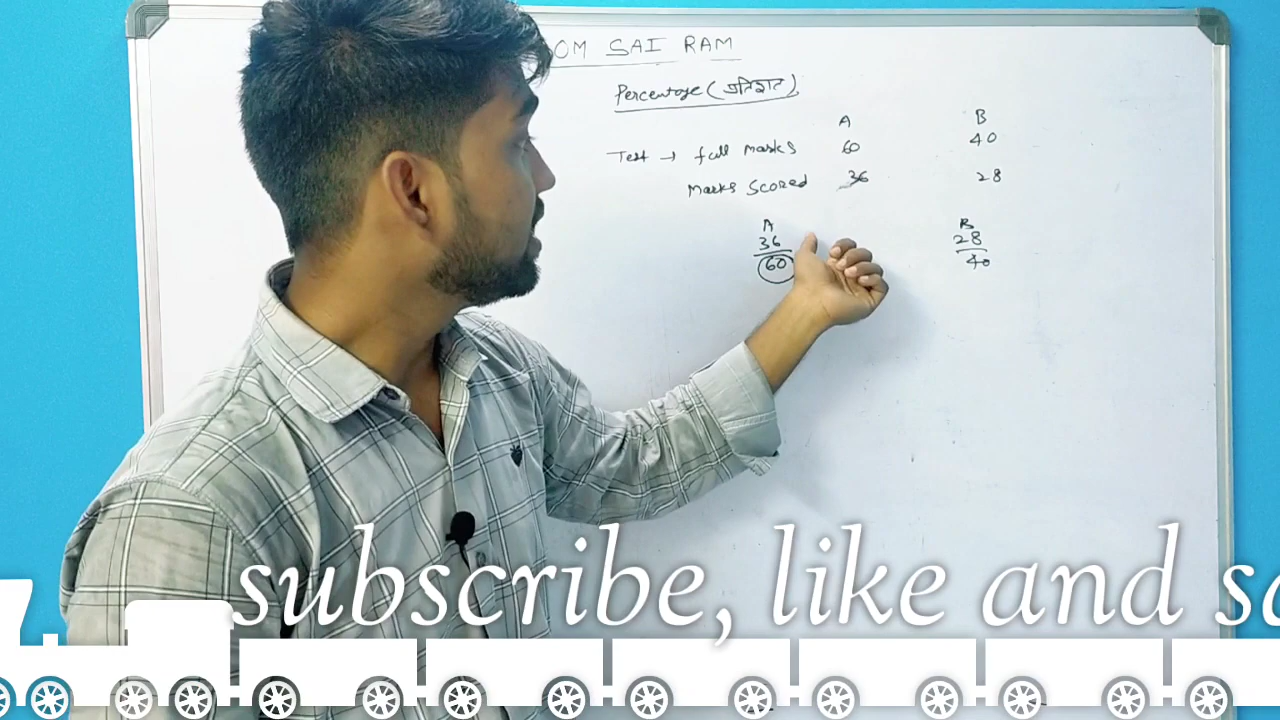 OM SAI RAM
Percentage (प्रतिशत)
A B
Test → full marks 60 40
Marks Scored 36 28
A B
36 28
60 40
subscribe, like and